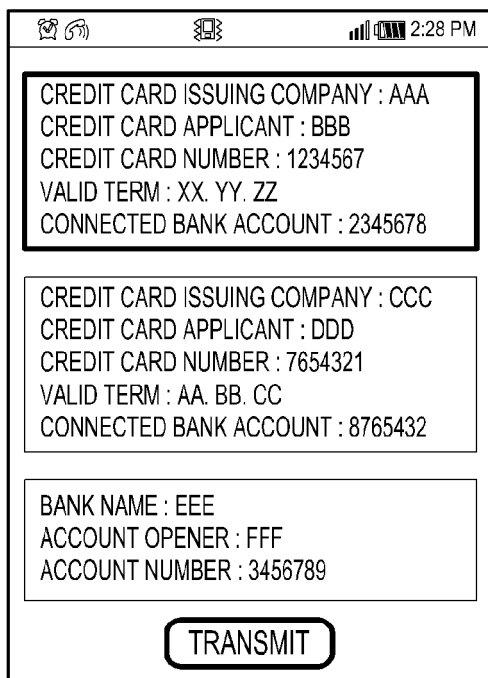 2:28 PM
CREDIT CARD ISSUING COMPANY : AAA
CREDIT CARD APPLICANT : BBB
CREDIT CARD NUMBER : 1234567
VALID TERM : XX. YY. ZZ
CONNECTED BANK ACCOUNT : 2345678
CREDIT CARD ISSUING COMPANY : CCC
CREDIT CARD APPLICANT : DDD
CREDIT CARD NUMBER : 7654321
VALID TERM : AA. BB. CC
CONNECTED BANK ACCOUNT : 8765432
BANK NAME : EEE
ACCOUNT OPENER : FFF
ACCOUNT NUMBER : 3456789
TRANSMIT